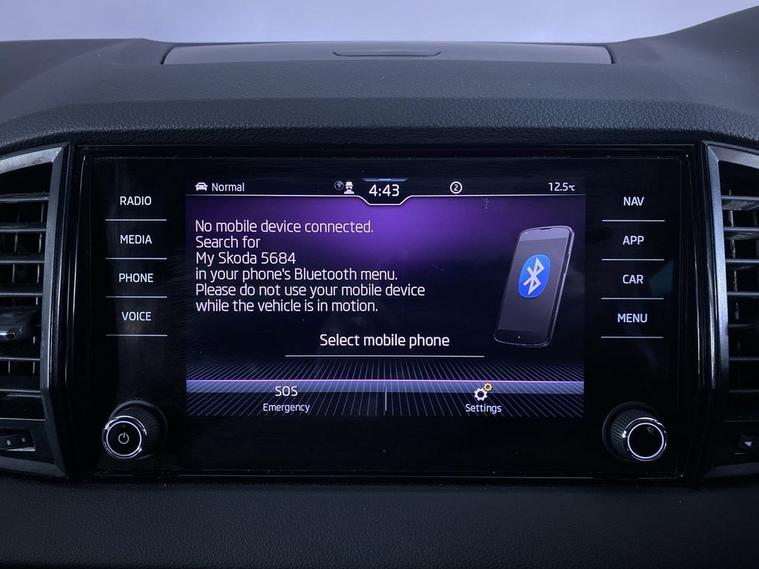 RADIO
MEDIA
PHONE
VOICE
Normal
4:43
2
12.5°c
No mobile device connected.
Search for
My Skoda 5684
in your phone's Bluetooth menu.
Please do not use your mobile device
while the vehicle is in motion.
Select mobile phone
SOS
Emergency
Settings
NAV
APP
CAR
MENU